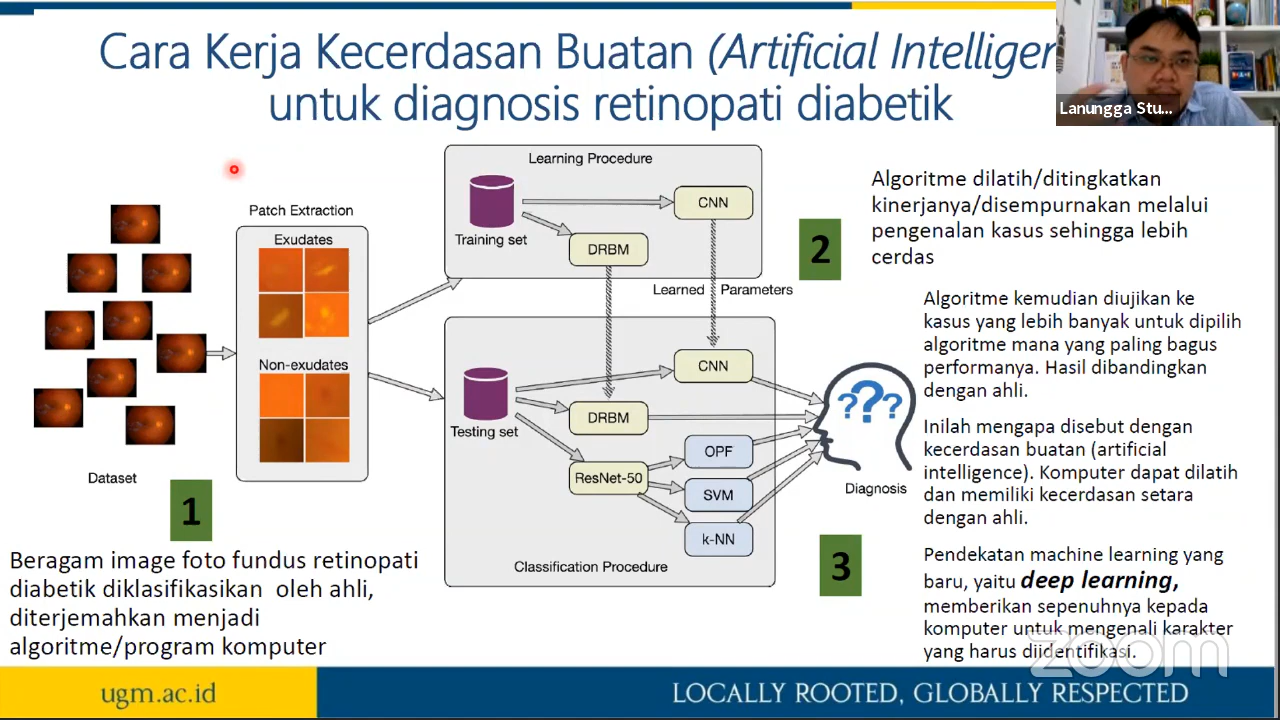 Cara Kerja Kecerdasan Buatan (Artificial Intelligen
untuk diagnosis retinopati diabetik
Lanungga Stu...
Learning Procedure
Training set
CNN
DRBM
Patch Extraction
Exudates
Non-exudates
Dataset
1
Beragam image foto fundus retinopati
diabetik diklasifikasikan oleh ahli,
diterjemahkan menjadi
algoritme/program komputer
Learned Parameters
2
Algoritme dilatih/ditingkatkan
kinerjanya/disempurnakan melalui
pengenalan kasus sehingga lebih
cerdas
Testing set
CNN
DRBM
ResNet-50
OPF
SVM
k-NN
Classification Procedure
???
Diagnosis
3
Algoritme kemudian diujikan ke
kasus yang lebih banyak untuk dipilih
algoritme mana yang paling bagus
performanya. Hasil dibandingkan
dengan ahli.
Inilah mengapa disebut dengan
kecerdasan buatan (artificial
intelligence). Komputer dapat dilatih
dan memiliki kecerdasan setara
dengan ahli.
Pendekatan machine learning yang
baru, yaitu deep learning,
memberikan sepenuhnya kepada
komputer untuk mengenali karakter
yang harus diidentifikasi.
zoom
ugm.ac.id
LOCALLY ROOTED, GLOBALLY RESPECTED